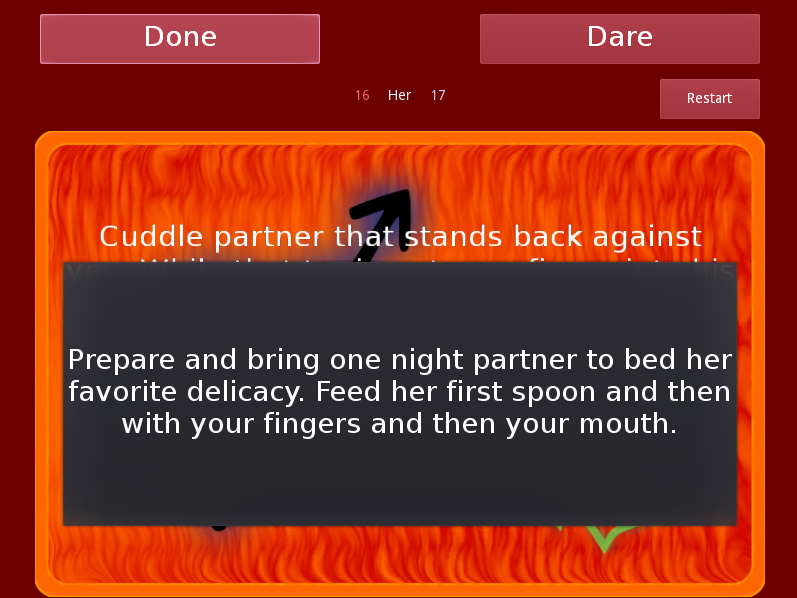 Done
Dare
16 Her 17
Restart
Cuddle partner that stands back against
Prepare and bring one night partner to bed her
favorite delicacy. Feed her first spoon and then
with your fingers and then your mouth.